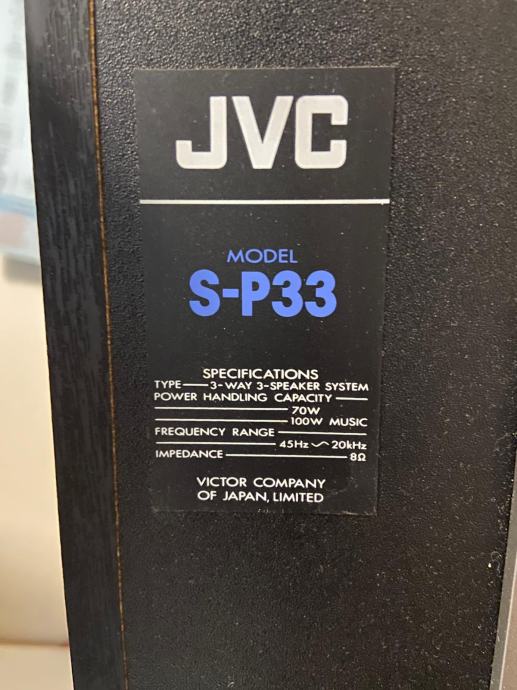 JVC
MODEL
S-P33
SPECIFICATIONS
TYPE — 3-WAY 3-SPEAKER SYSTEM
POWER HANDLING CAPACITY —
— 70W
— 100W MUSIC
FREQUENCY RANGE —
— 45Hz ~ 20kHz
IMPEDANCE — 8Ω
VICTOR COMPANY
OF JAPAN, LIMITED